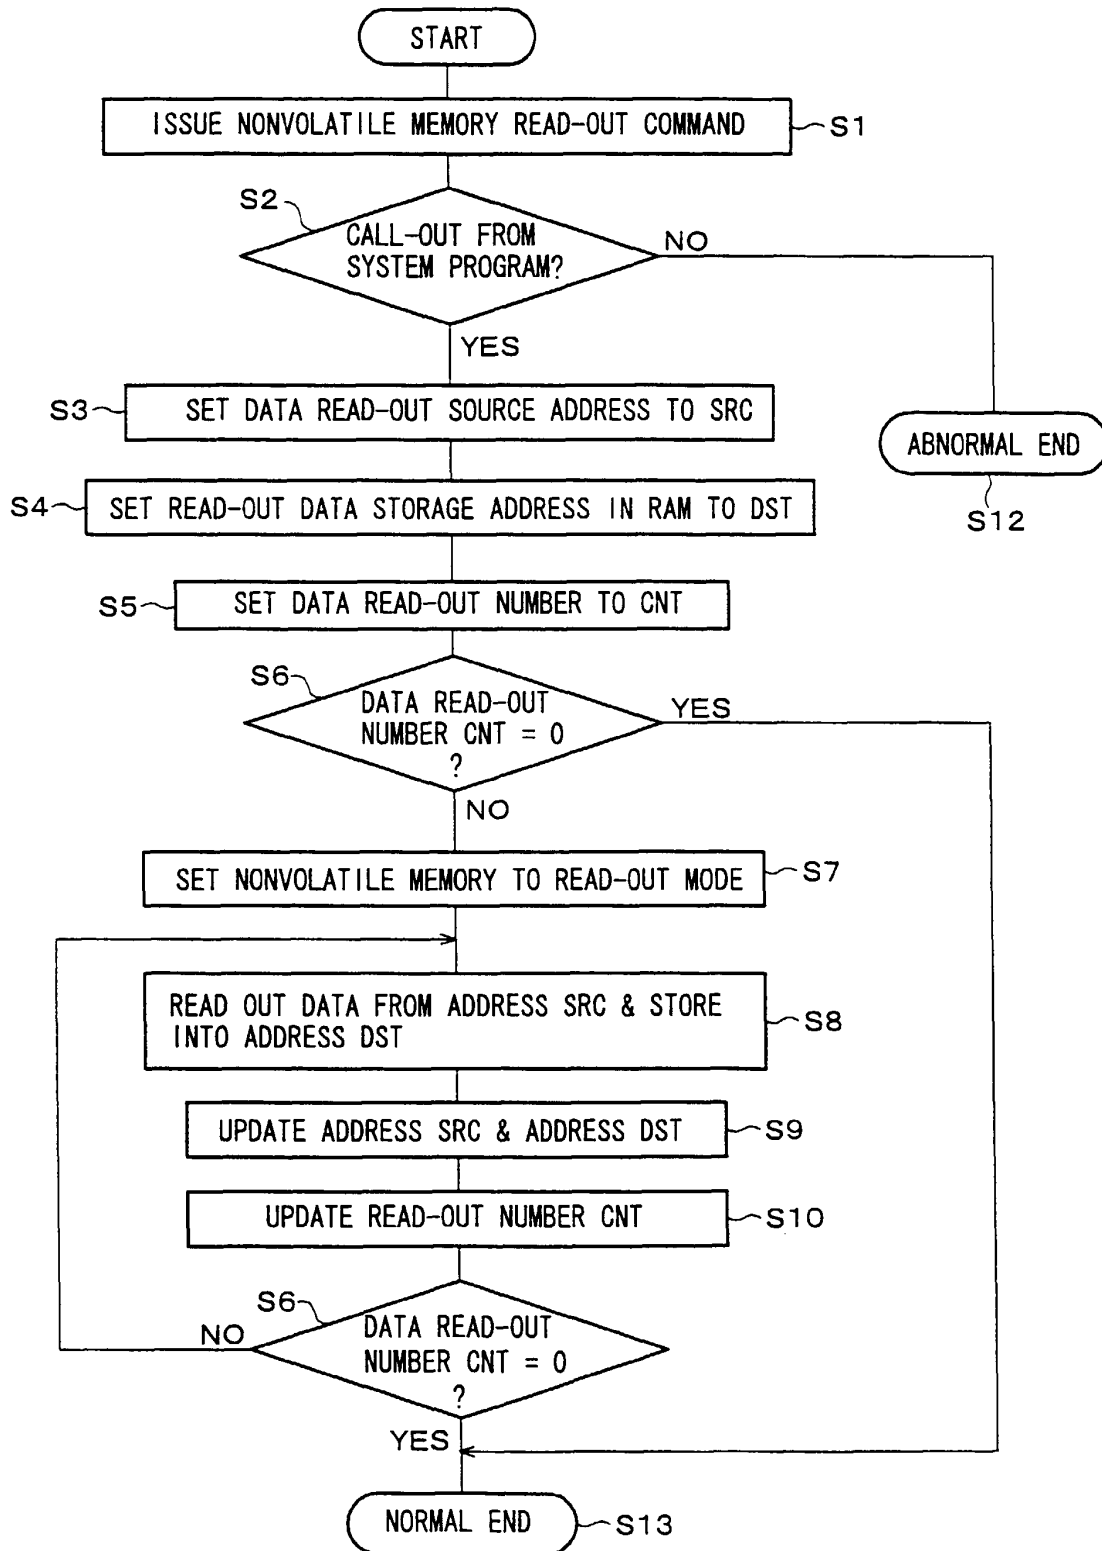 START
ISSUE NONVOLATILE MEMORY READ-OUT COMMAND
S1
S2
CALL-OUT FROM
SYSTEM PROGRAM?
NO
YES
S3
SET DATA READ-OUT SOURCE ADDRESS TO SRC
ABNORMAL END
S12
S4
SET READ-OUT DATA STORAGE ADDRESS IN RAM TO DST
S5
SET DATA READ-OUT NUMBER TO CNT
S6
DATA READ-OUT
NUMBER CNT = 0
?
YES
NO
SET NONVOLATILE MEMORY TO READ-OUT MODE
S7
READ OUT DATA FROM ADDRESS SRC & STORE
INTO ADDRESS DST
S8
UPDATE ADDRESS SRC & ADDRESS DST
S9
UPDATE READ-OUT NUMBER CNT
S10
S6
DATA READ-OUT
NUMBER CNT = 0
?
NO
YES
NORMAL END
S13